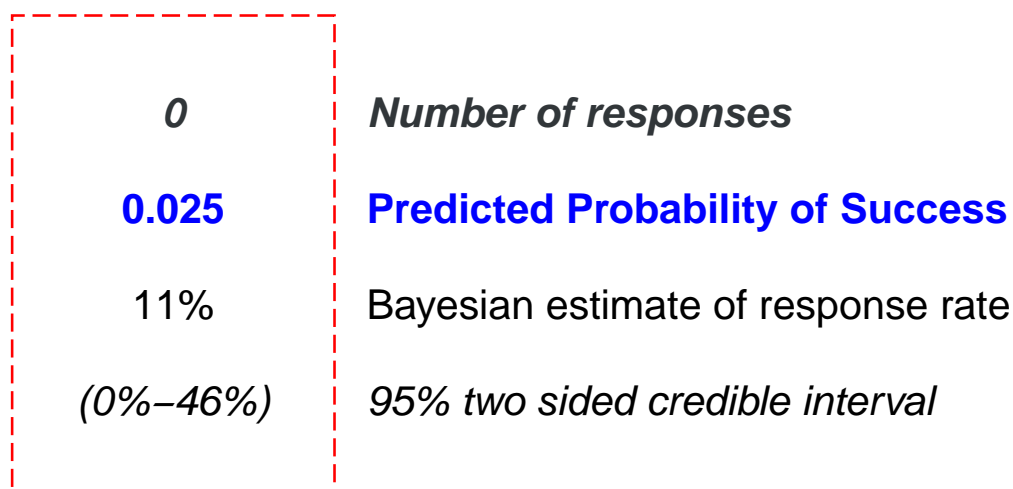 0 Number of responses
0.025 Predicted Probability of Success
11% Bayesian estimate of response rate
(0%−46%) 95% two sided credible interval